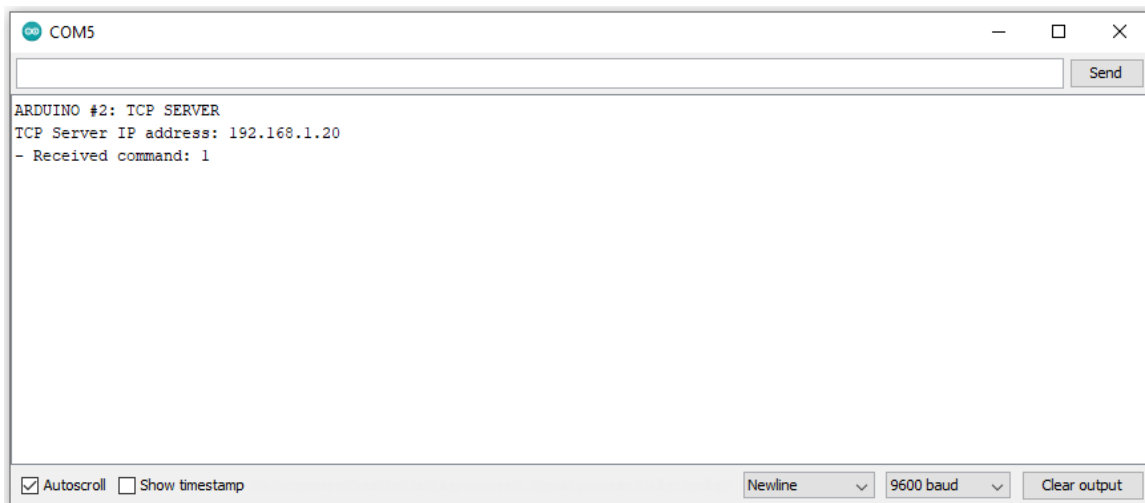 COM5
Send
ARDUINO #2: TCP SERVER
TCP Server IP address: 192.168.1.20
- Received command: 1
Autoscroll Show timestamp Newline 9600 baud Clear output